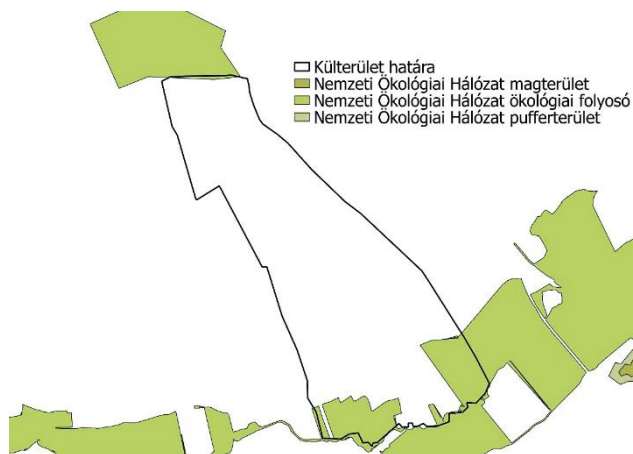 Külterület határa
Nemzeti Ökológiai Hálózat magterület
Nemzeti Ökológiai Hálózat ökológiai folyosó
Nemzeti Ökológiai Hálózat pufferterület